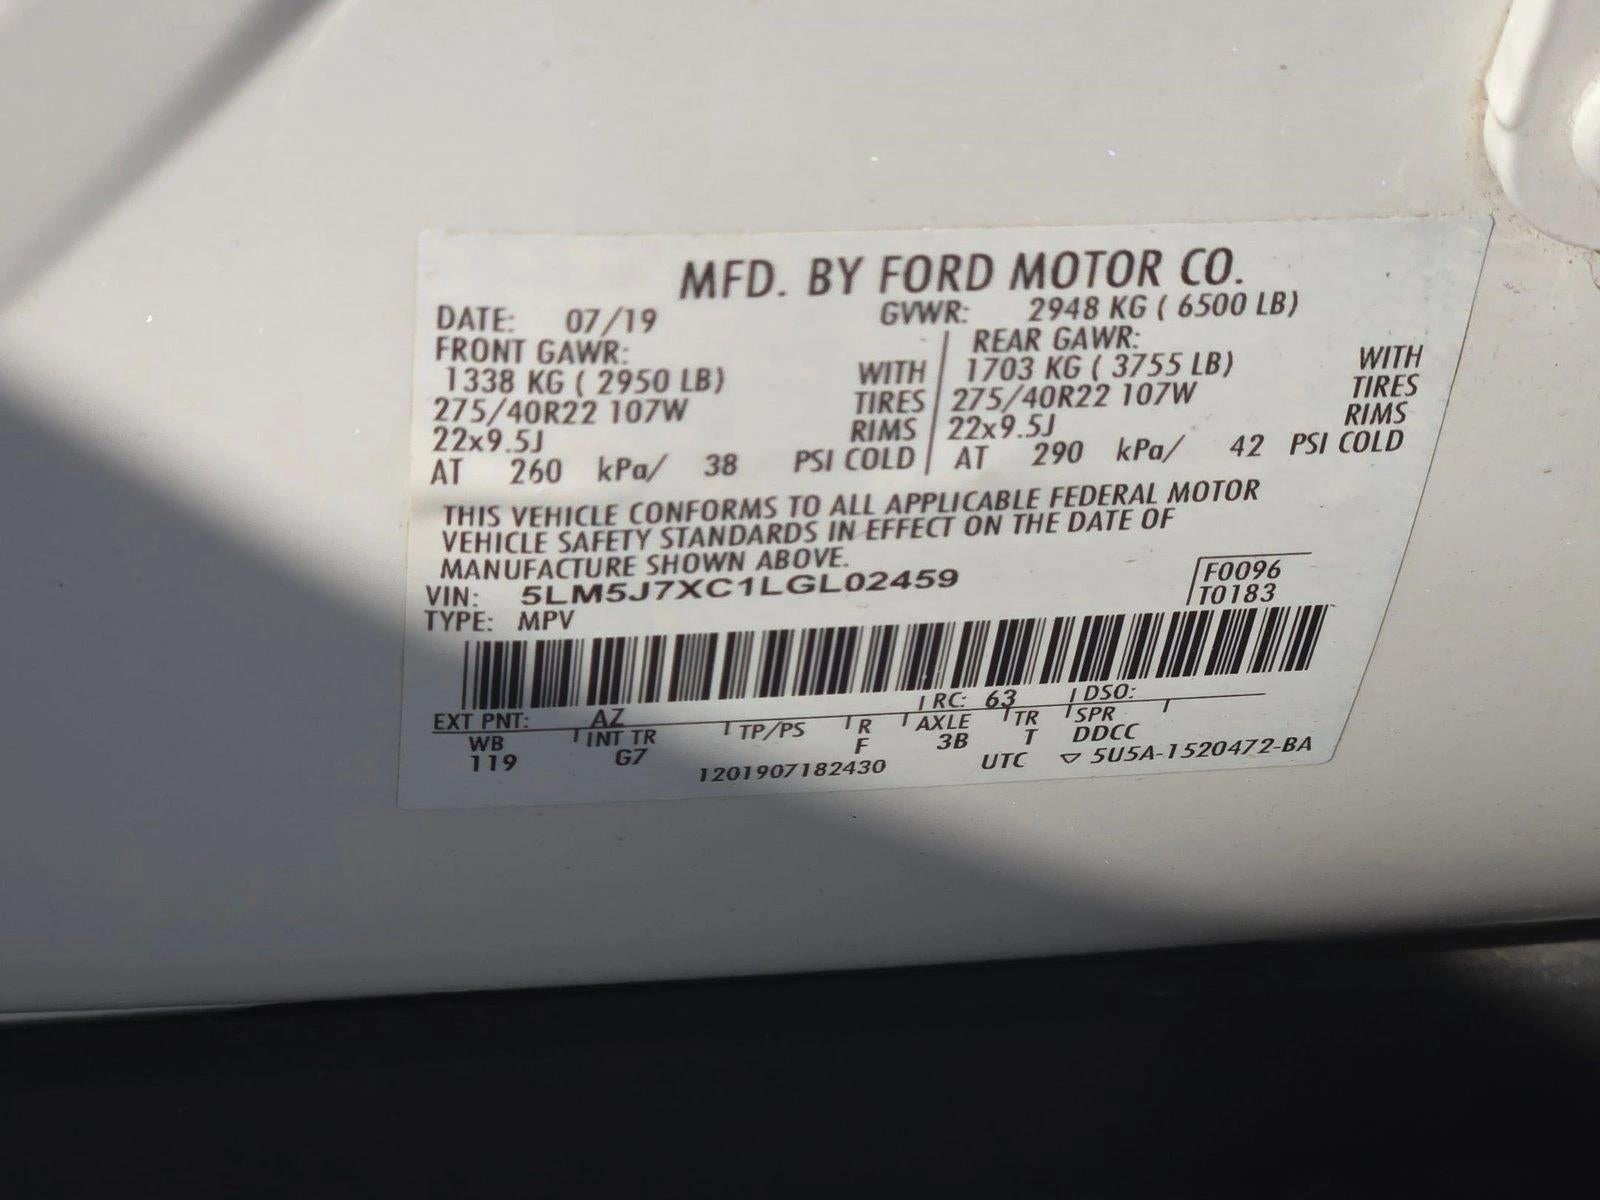 MFD. BY FORD MOTOR CO.
DATE: 07/19 GVWR: 2948 KG ( 6500 LB)
FRONT GAWR: REAR GAWR:
1338 KG ( 2950 LB) WITH 1703 KG ( 3755 LB) WITH
275/40R22 107W TIRES 275/40R22 107W TIRES
22x9.5J RIMS 22x9.5J RIMS
AT 260 kPa/ 38 PSI COLD AT 290 kPa/ 42 PSI COLD
THIS VEHICLE CONFORMS TO ALL APPLICABLE FEDERAL MOTOR
VEHICLE SAFETY STANDARDS IN EFFECT ON THE DATE OF
MANUFACTURE SHOWN ABOVE.
VIN: 5LM5J7XC1LGL02459 F0096
TYPE: MPV T0183
EXT PNT: AZ RC: 63 DSO:
WB INT TR TP/PS R AXLE TR SPR
119 G7 F 3B T DDCC
1201907182430 UTC ▽ 5U5A-1520472-BA